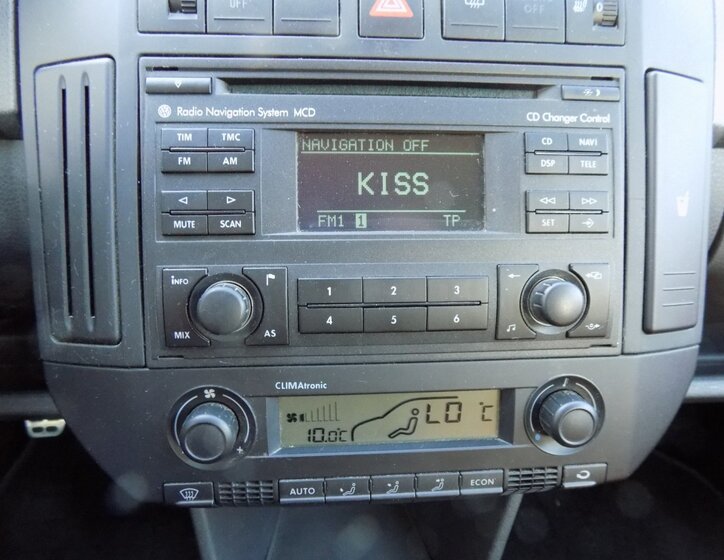 OFF
OFF
Radio Navigation System MCD
CD Changer Control
TIM TMC
FM AM
MUTE SCAN
NAVIGATION OFF
KISS
FM1 1 TP
CD NAVI
DSP TELE
SET
INFO
MIX AS
1 2 3
4 5 6
CLIMAtronic
10.0°C
LO °C
AUTO
ECON